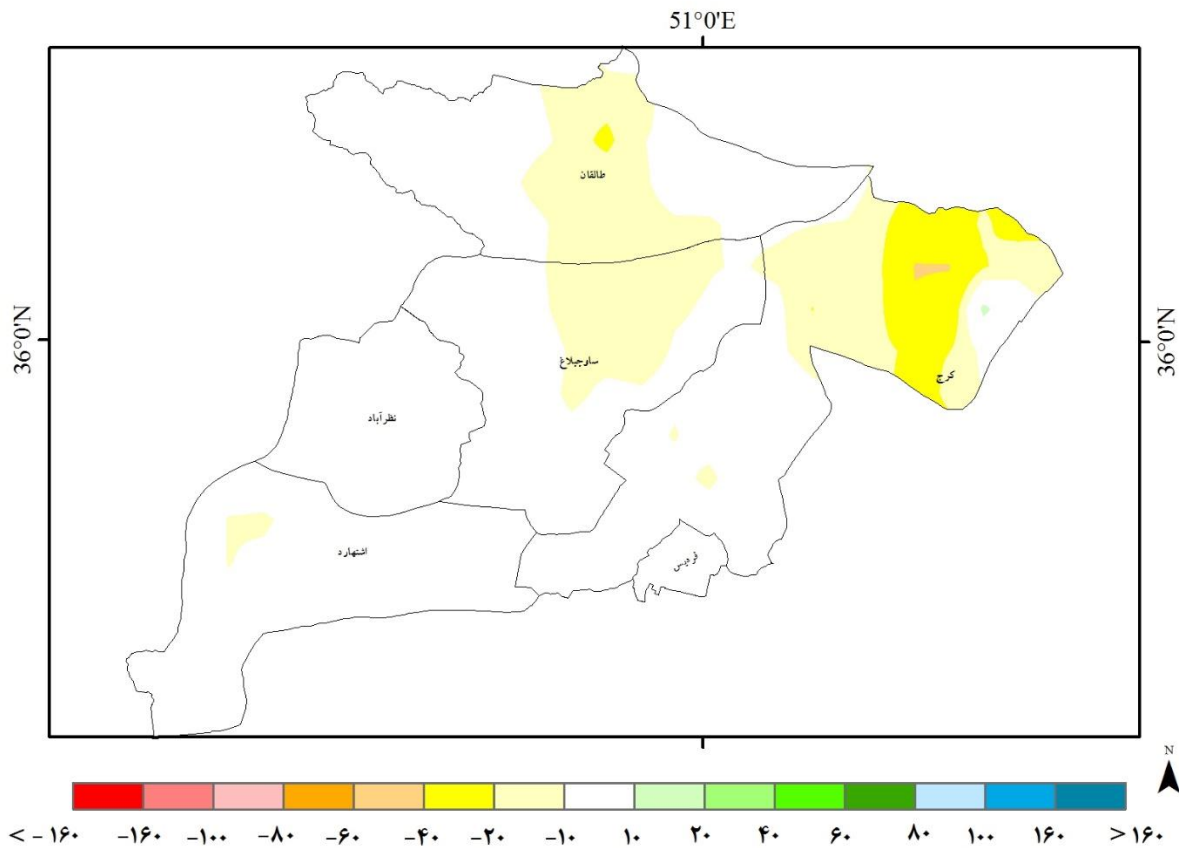 51°0'E
طالقان
36°0'N
36°0'N
ساوجبلاغ
کرج
نظرآباد
اشتهارد
فردیس
N
< -۱۶۰ -۱۶۰ -۱۰۰ -۸۰ -۶۰ -۴۰ -۲۰ -۱۰ ۱۰ ۲۰ ۴۰ ۶۰ ۸۰ ۱۰۰ ۱۶۰ >۱۶۰